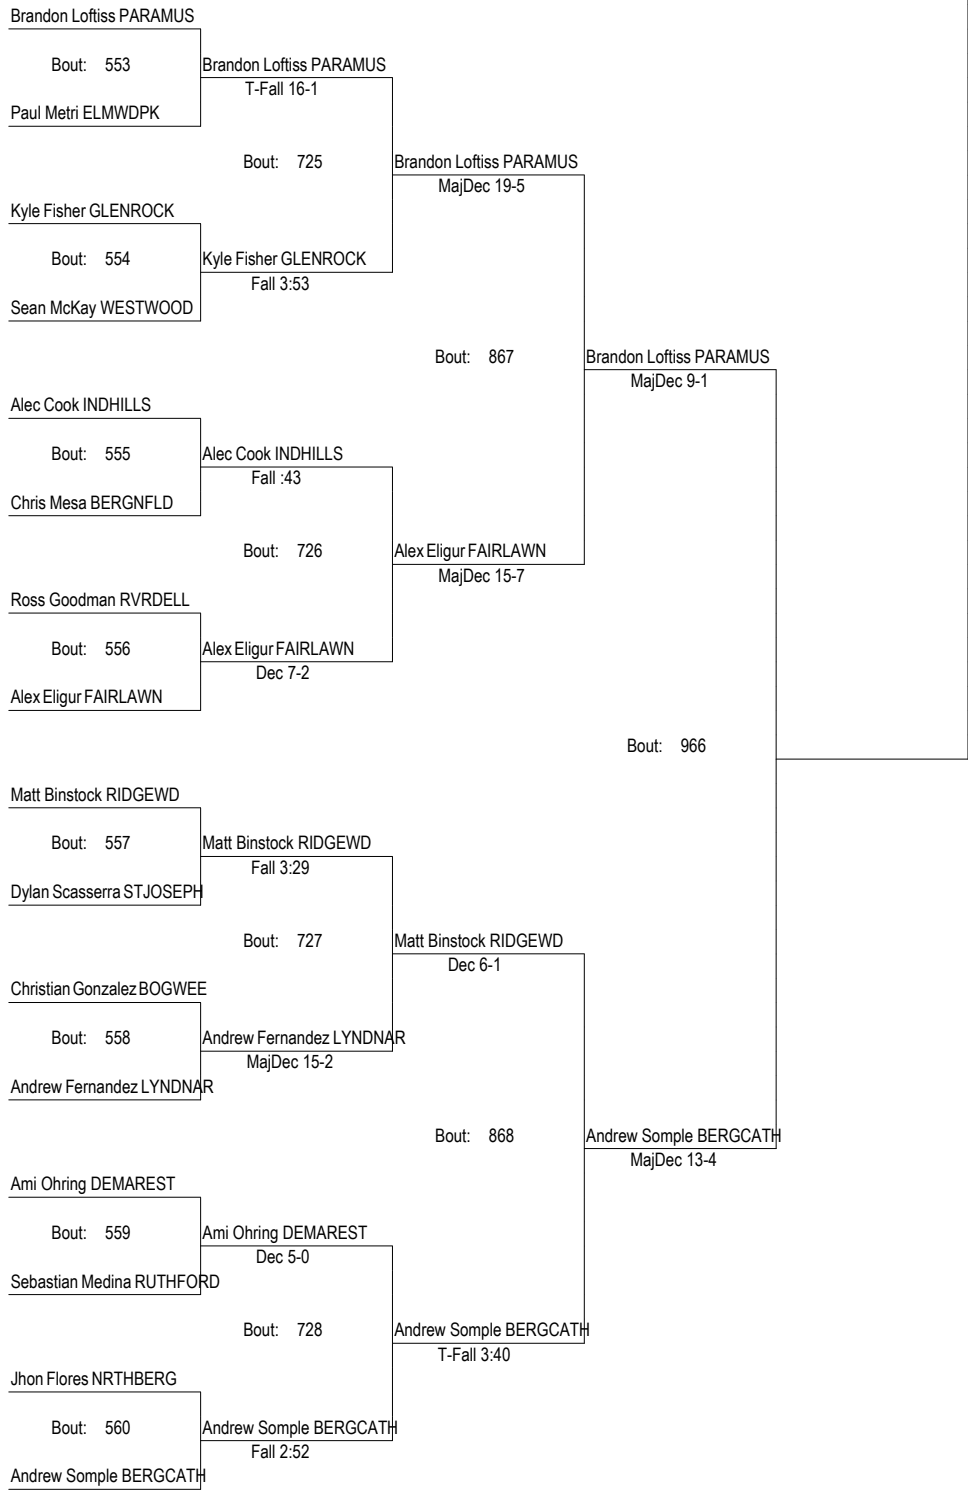 Brandon Loftiss PARAMUS
Bout: 553
Brandon Loftiss PARAMUS
T-Fall 16-1
Paul Metri ELMWDPK
Bout: 725
Brandon Loftiss PARAMUS
MajDec 19-5
Kyle Fisher GLENROCK
Bout: 554
Kyle Fisher GLENROCK
Fall 3:53
Sean McKay WESTWOOD
Bout: 867
Brandon Loftiss PARAMUS
MajDec 9-1
Alec Cook INDHILLS
Bout: 555
Alec Cook INDHILLS
Fall :43
Chris Mesa BERGNFLD
Bout: 726
Alex Eligur FAIRLAWN
MajDec 15-7
Ross Goodman RVRDELL
Bout: 556
Alex Eligur FAIRLAWN
Dec 7-2
Alex Eligur FAIRLAWN
Bout: 966
Matt Binstock RIDGEWD
Bout: 557
Matt Binstock RIDGEWD
Fall 3:29
Dylan Scasserra STJOSEPH
Bout: 727
Matt Binstock RIDGEWD
Dec 6-1
Christian Gonzalez BOGWEE
Bout: 558
Andrew Fernandez LYNDNAR
MajDec 15-2
Andrew Fernandez LYNDNAR
Bout: 868
Andrew Somple BERGCATH
MajDec 13-4
Ami Ohring DEMAREST
Bout: 559
Ami Ohring DEMAREST
Dec 5-0
Sebastian Medina RUTHFORD
Bout: 728
Andrew Somple BERGCATH
T-Fall 3:40
Jhon Flores NRTHBERG
Bout: 560
Andrew Somple BERGCATH
Fall 2:52
Andrew Somple BERGCATH